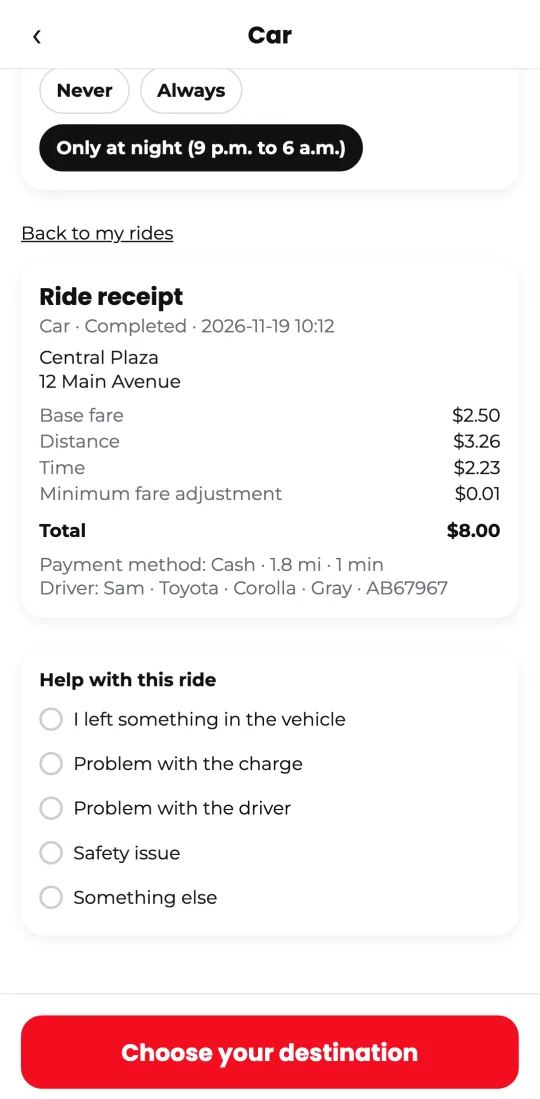 Car
Never
Always
Only at night (9 p.m. to 6 a.m.)
Back to my rides
Ride receipt
Car · Completed · 2026-11-19 10:12
Central Plaza
12 Main Avenue
Base fare $2.50
Distance $3.26
Time $2.23
Minimum fare adjustment $0.01
Total $8.00
Payment method: Cash · 1.8 mi · 1 min
Driver: Sam · Toyota · Corolla · Gray · AB67967
Help with this ride
I left something in the vehicle
Problem with the charge
Problem with the driver
Safety issue
Something else
Choose your destination